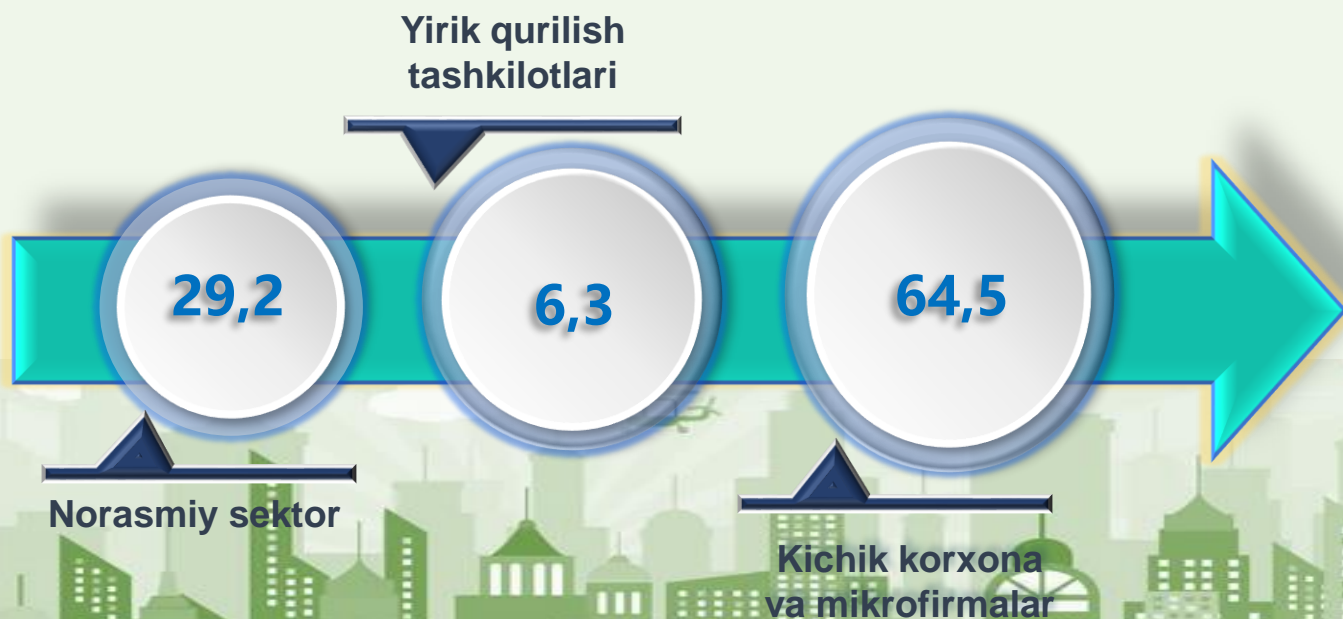 Yirik qurilish
tashkilotlari
29,2
6,3
64,5
Norasmiy sektor
Kichik korxona
va mikrofirmalar